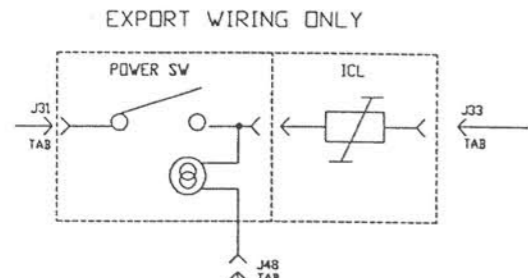 EXPORT WIRING ONLY
POWER SW
ICL
J31
TAB
J33
TAB
J48
TAB